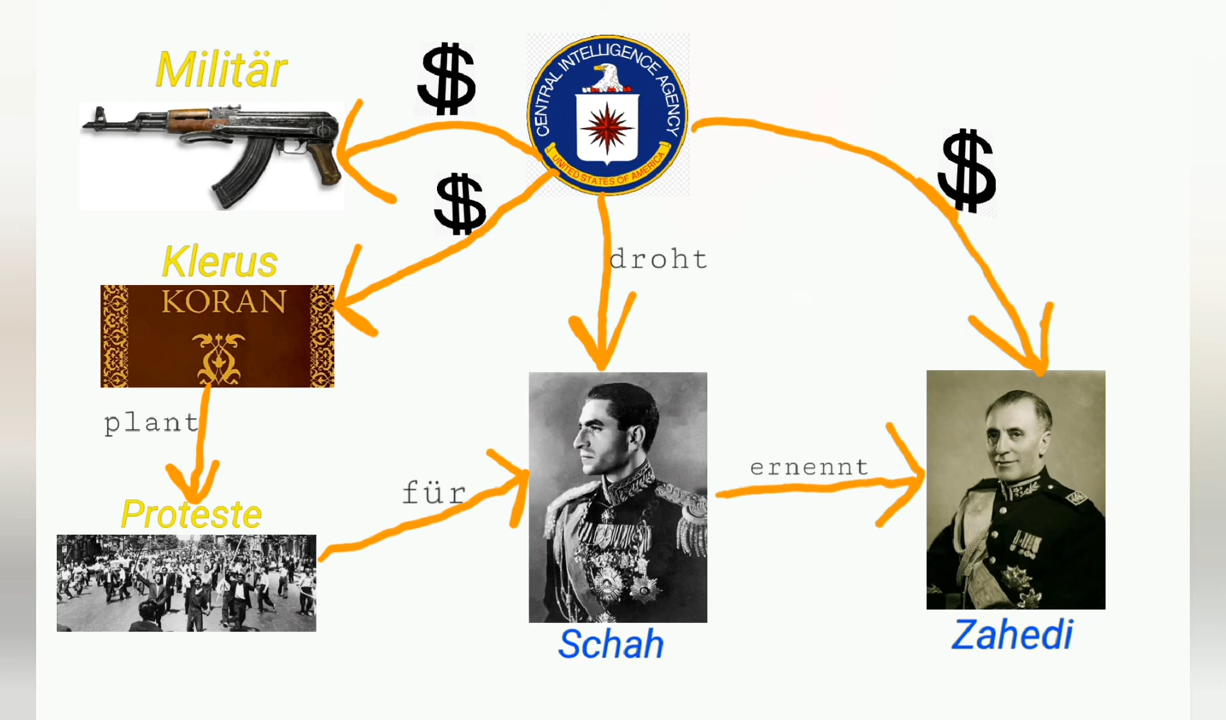 Militär
$
CENTRAL INTELLIGENCE AGENCY
UNITED STATES OF AMERICA
$
$
Klerus
KORAN
droht
plant
Proteste
für
ernennt
Schah
Zahedi